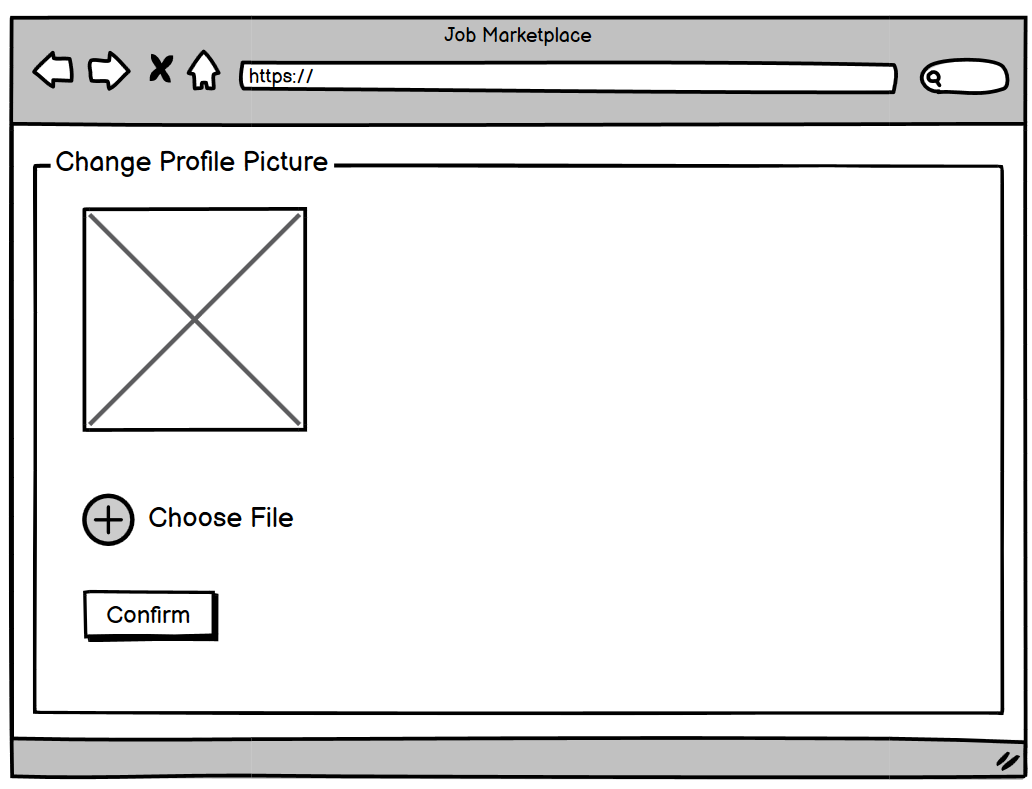 Job Marketplace
https://
Change Profile Picture
Choose File
Confirm